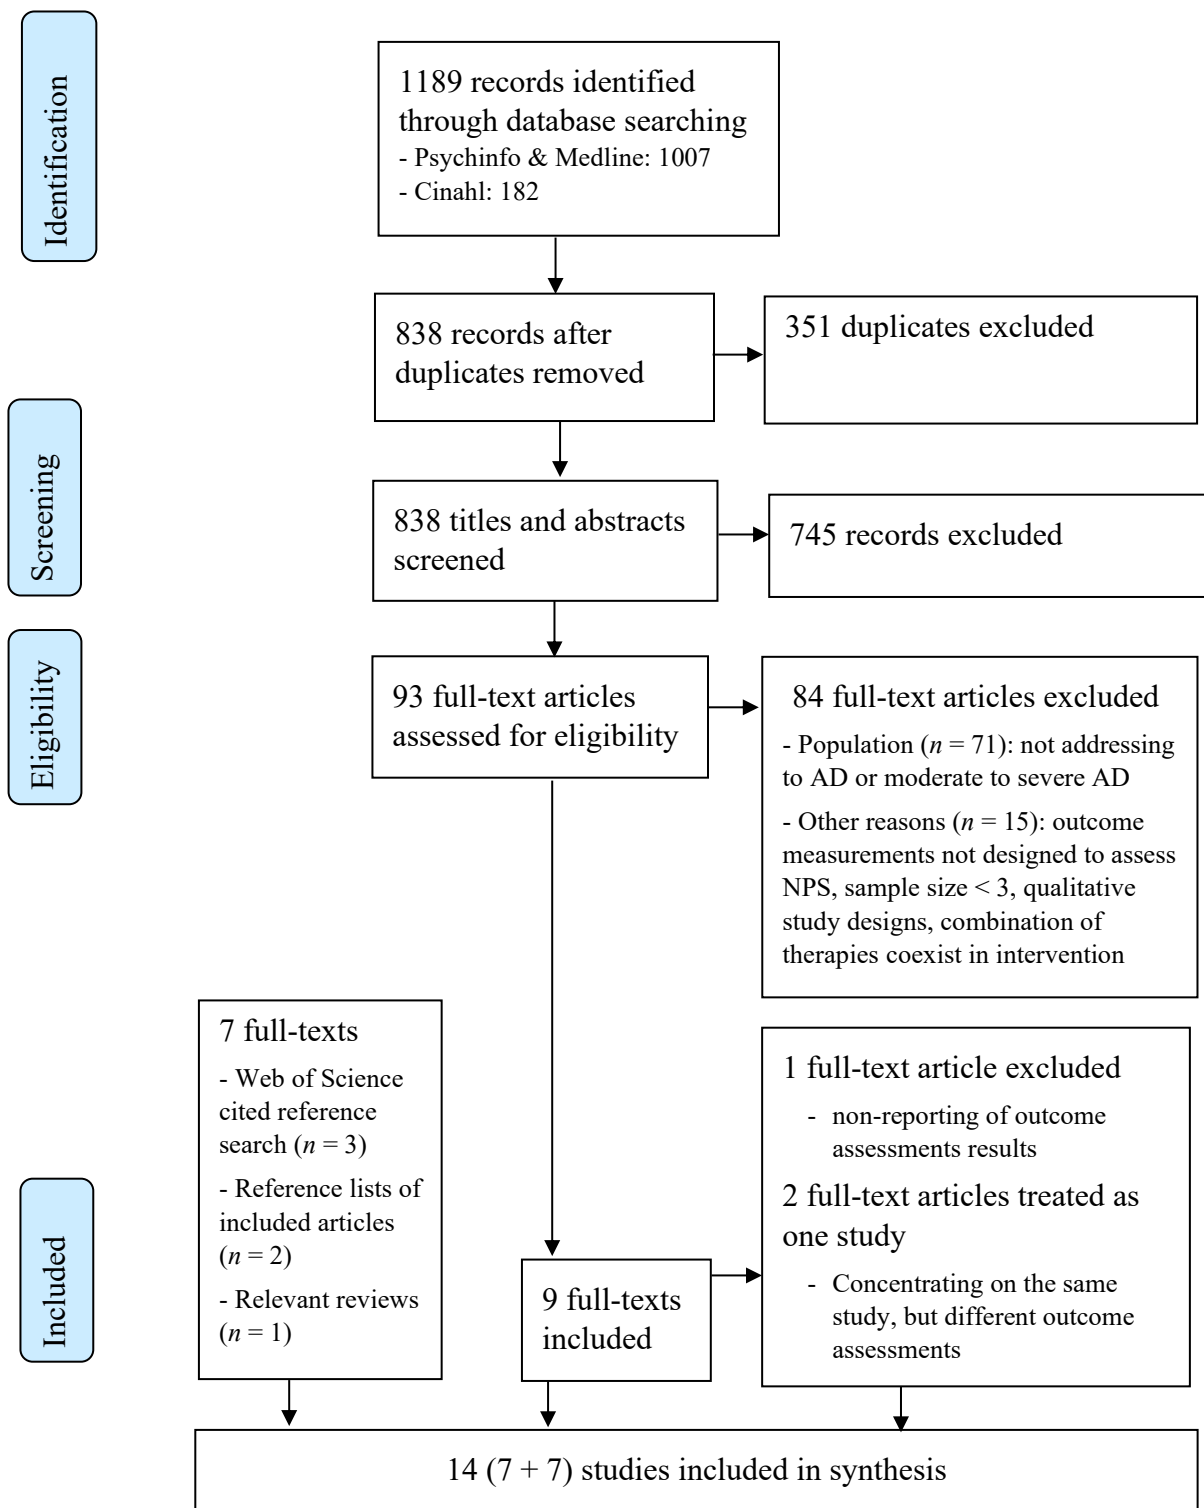 Identification
1189 records identified
through database searching
- Psychinfo & Medline: 1007
- Cinahl: 182
838 records after
duplicates removed
351 duplicates excluded
Screening
838 titles and abstracts
screened
745 records excluded
Eligibility
93 full-text articles
assessed for eligibility
84 full-text articles excluded
- Population (n = 71): not addressing
to AD or moderate to severe AD
- Other reasons (n = 15): outcome
measurements not designed to assess
NPS, sample size < 3, qualitative
study designs, combination of
therapies coexist in intervention
7 full-texts
- Web of Science
cited reference
search (n = 3)
- Reference lists of
included articles
(n = 2)
- Relevant reviews
(n = 1)
Included
9 full-texts
included
1 full-text article excluded
- non-reporting of outcome
assessments results
2 full-text articles treated as
one study
- Concentrating on the same
study, but different outcome
assessments
14 (7 + 7) studies included in synthesis